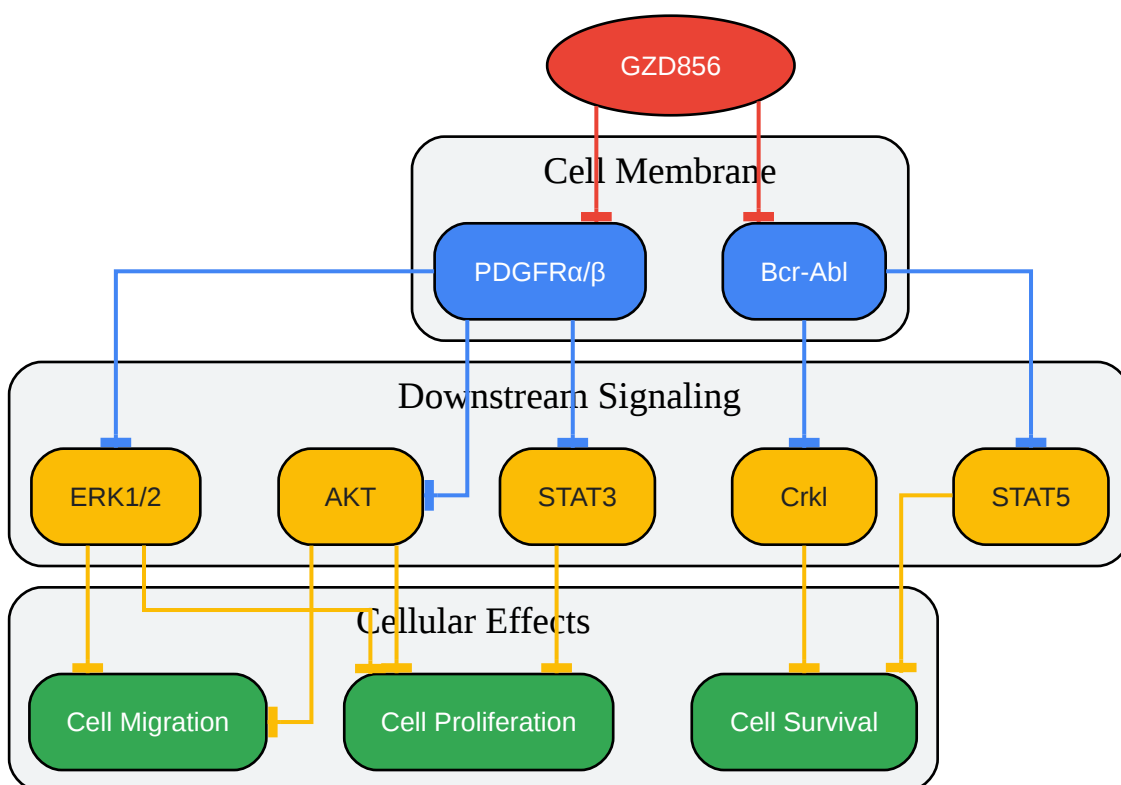 GZD856
Cell Membrane
PDGFRα/β
Bcr-Abl
Downstream Signaling
ERK1/2
AKT
STAT3
Crkl
STAT5
Cellular Effects
Cell Migration
Cell Proliferation
Cell Survival